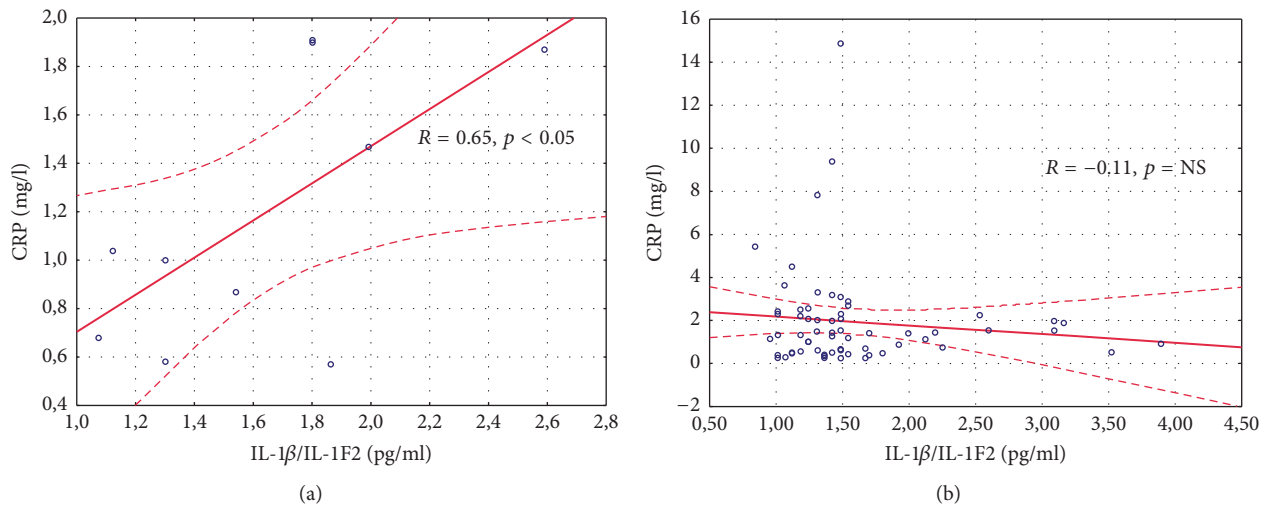 2,0
1,8
1,6
1,4
1,2
1,0
0,8
0,6
0,4
CRP (mg/l)
R = 0.65, p < 0.05
1,0 1,2 1,4 1,6 1,8 2,0 2,2 2,4 2,6 2,8
IL-1β/IL-1F2 (pg/ml)
(a)
16
14
12
10
8
6
4
2
0
−2
CRP (mg/l)
R = −0.11, p = NS
0,50 1,00 1,50 2,00 2,50 3,00 3,50 4,00 4,50
IL-1β/IL-1F2 (pg/ml)
(b)